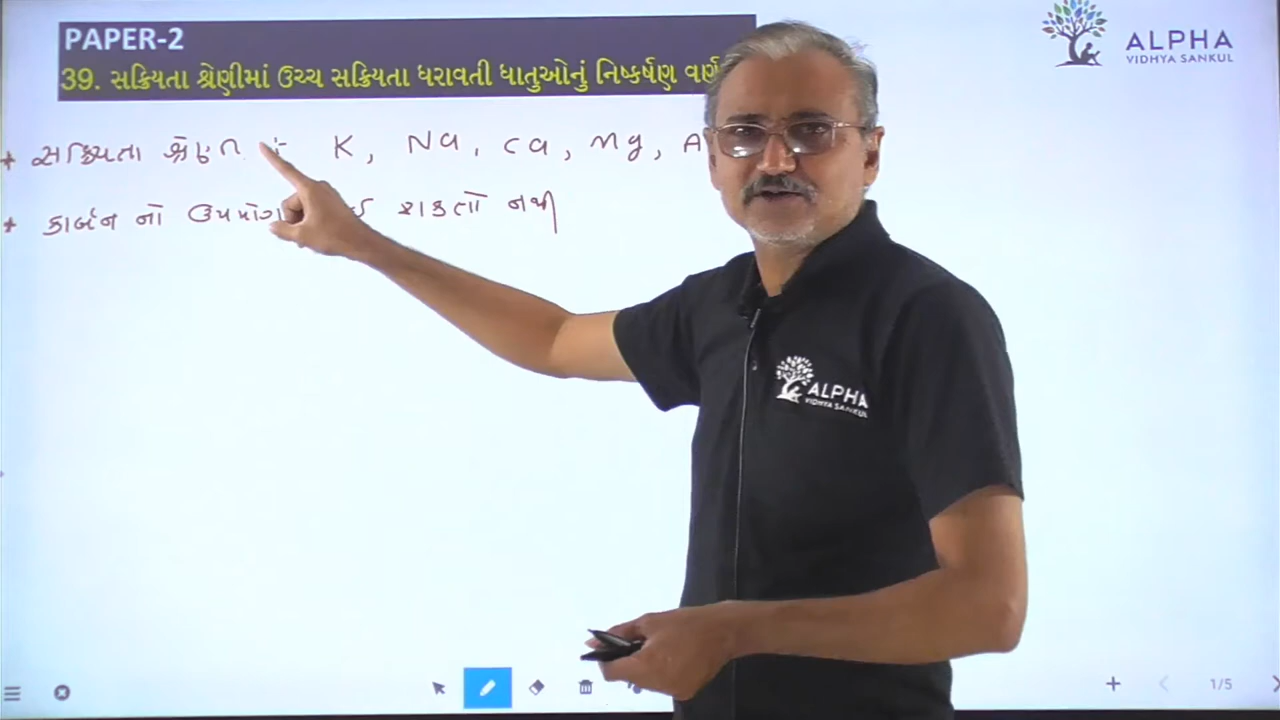 PAPER-2
39. સક્રિયતા શ્રેણીમાં ઉચ્ચ સક્રિયતા ધરાવતી ધાતુઓનું નિષ્કર્ષણ
ALPHA
VIDHYA SANKUL
* સક્રિયતા K, Na, Ca, Mg,
* કાર્બન નો ઉપયોગ શકતો નથી
ALPHA
VIDHYA SANKUL
1/5